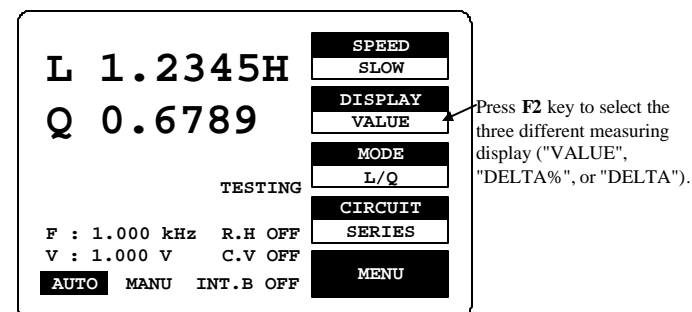 L 1.2345H
Q 0.6789
TESTING
F : 1.000 kHz R.H OFF
V : 1.000 V C.V OFF
AUTO MANU INT.B OFF
SPEED
SLOW
DISPLAY
VALUE
MODE
L/Q
CIRCUIT
SERIES
MENU
Press F2 key to select the
three different measuring
display ("VALUE",
"DELTA%", or "DELTA").